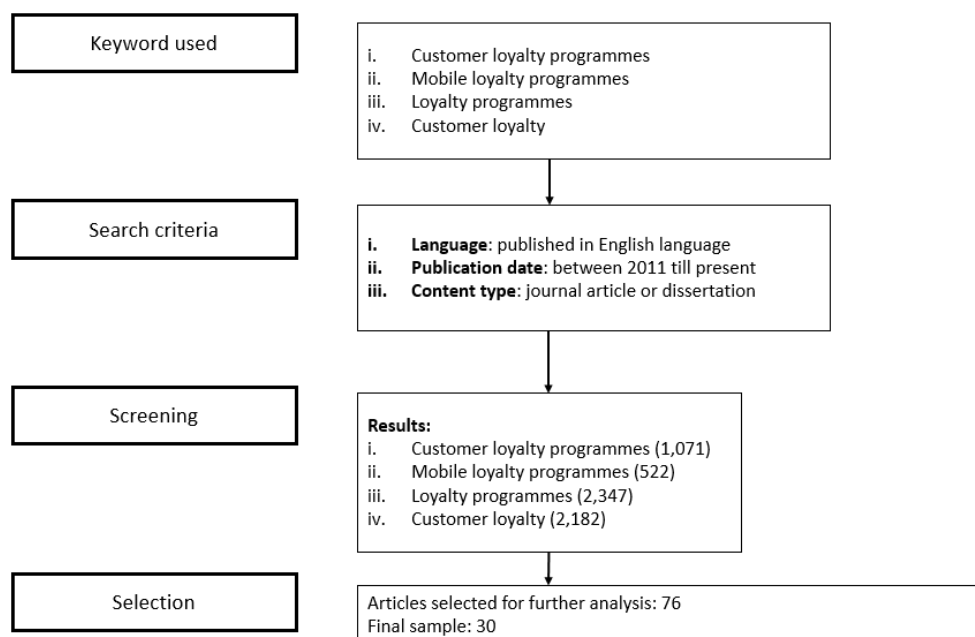 Keyword used
i. Customer loyalty programmes
ii. Mobile loyalty programmes
iii. Loyalty programmes
iv. Customer loyalty
Search criteria
i. Language: published in English language
ii. Publication date: between 2011 till present
iii. Content type: journal article or dissertation
Screening
Results:
i. Customer loyalty programmes (1,071)
ii. Mobile loyalty programmes (522)
iii. Loyalty programmes (2,347)
iv. Customer loyalty (2,182)
Selection
Articles selected for further analysis: 76
Final sample: 30